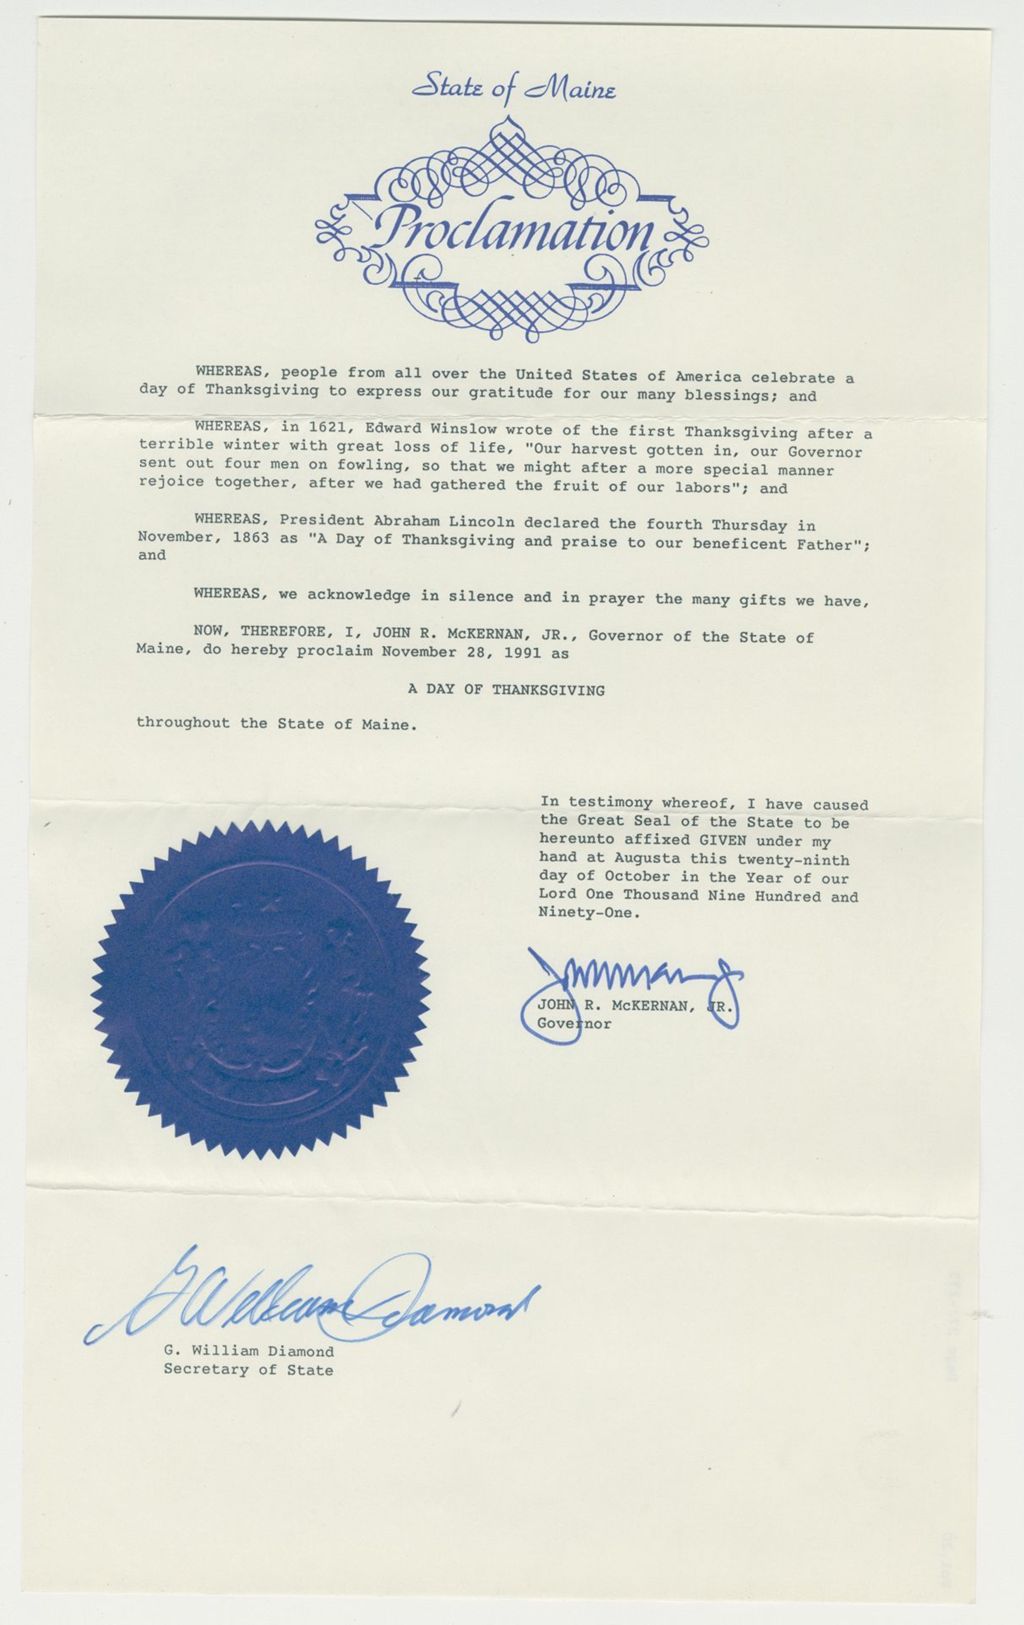 State of Maine
Proclamation
WHEREAS, people from all over the United States of America celebrate a
day of Thanksgiving to express our gratitude for our many blessings; and
WHEREAS, in 1621, Edward Winslow wrote of the first Thanksgiving after a
terrible winter with great loss of life, "Our harvest gotten in, our Governor
sent out four men on fowling, so that we might after a more special manner
rejoice together, after we had gathered the fruit of our labors"; and
WHEREAS, President Abraham Lincoln declared the fourth Thursday in
November, 1863 as "A Day of Thanksgiving and praise to our beneficent Father";
and
WHEREAS, we acknowledge in silence and in prayer the many gifts we have,
NOW, THEREFORE, I, JOHN R. McKERNAN, JR., Governor of the State of
Maine, do hereby proclaim November 28, 1991 as
A DAY OF THANKSGIVING
throughout the State of Maine.
In testimony whereof, I have caused
the Great Seal of the State to be
hereunto affixed GIVEN under my
hand at Augusta this twenty-ninth
day of October in the Year of our
Lord One Thousand Nine Hundred and
Ninety-One.
JOHN R. McKERNAN, JR.
Governor
G William Diamond
G. William Diamond
Secretary of State